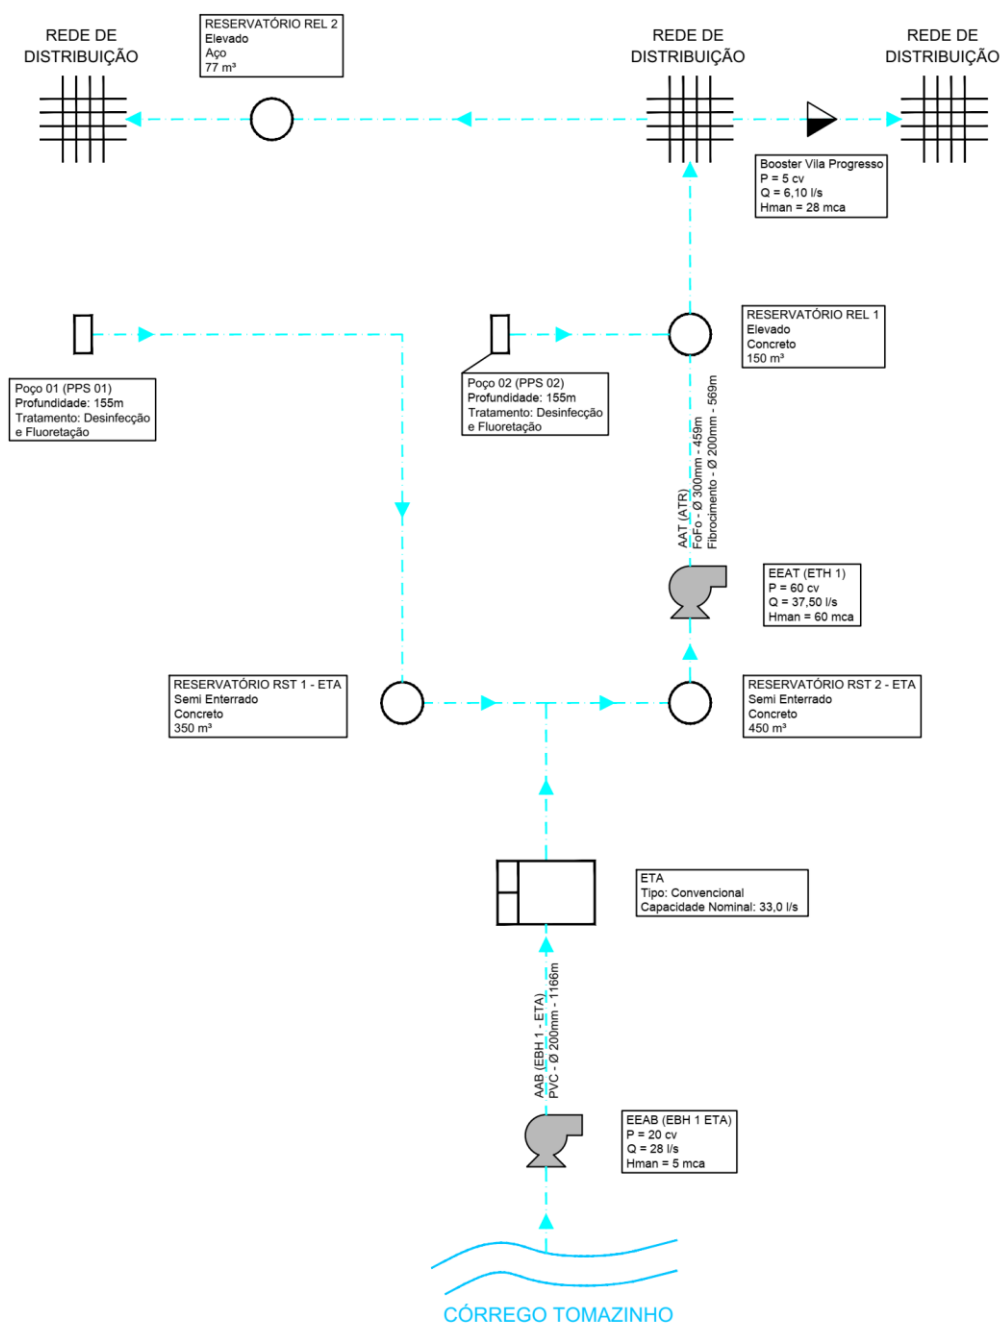 RESERVATÓRIO REL 2
Elevado
Aço
77 m³
REDE DE
DISTRIBUIÇÃO
REDE DE
DISTRIBUIÇÃO
REDE DE
DISTRIBUIÇÃO
Booster Vila Progresso
P = 5 cv
Q = 6,10 l/s
Hman = 28 mca
RESERVATÓRIO REL 1
Elevado
Concreto
150 m³
Poço 01 (PPS 01)
Profundidade: 155m
Tratamento: Desinfecção
e Fluoretação
Poço 02 (PPS 02)
Profundidade: 155m
Tratamento: Desinfecção
e Fluoretação
AAT (ATR)
FoFo - Ø 300mm - 459m
Fibrocimento - Ø 200mm - 569m
EEAT (ETH 1)
P = 60 cv
Q = 37,50 l/s
Hman = 60 mca
RESERVATÓRIO RST 1 - ETA
Semi Enterrado
Concreto
350 m³
RESERVATÓRIO RST 2 - ETA
Semi Enterrado
Concreto
450 m³
ETA
Tipo: Convencional
Capacidade Nominal: 33,0 l/s
AAB (EBH 1 - ETA)
PVC - Ø 200mm - 1166m
EEAB (EBH 1 ETA)
P = 20 cv
Q = 28 l/s
Hman = 5 mca
CÓRREGO TOMAZINHO